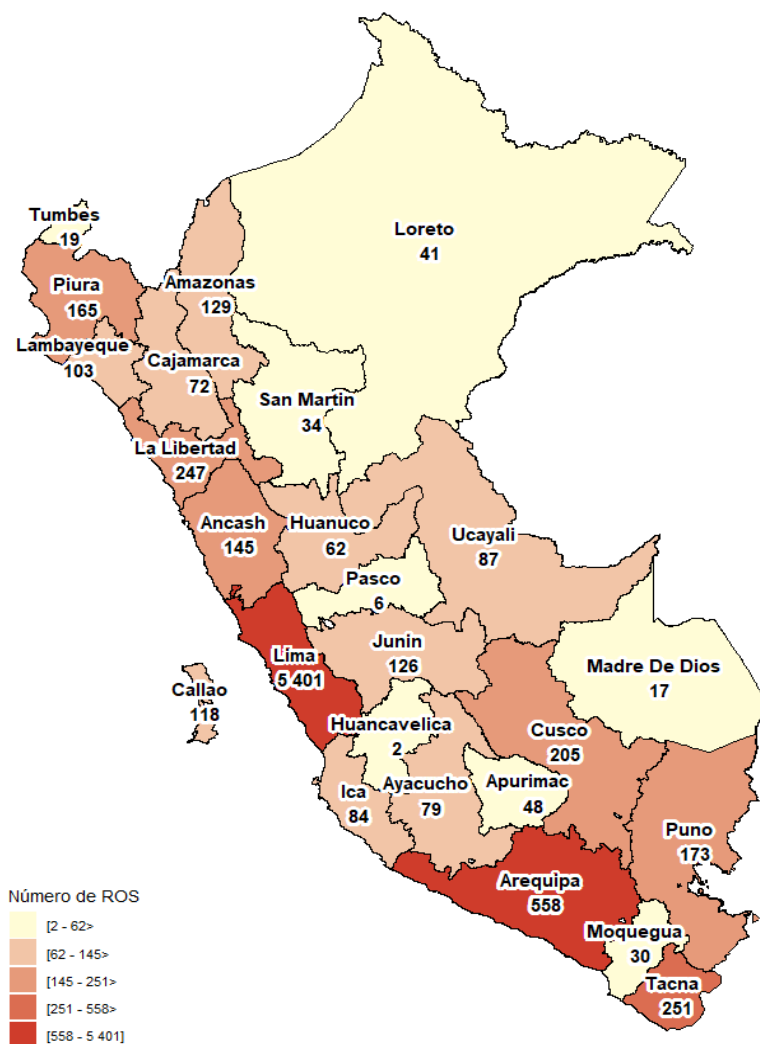 Loreto
41
Tumbes
19
Amazonas
129
Piura
165
Lambayeque
103
Cajamarca
72
San Martin
34
La Libertad
247
Ancash
145
Huanuco
62
Ucayali
87
Pasco
6
Junin
126
Lima
5 401
Madre De Dios
17
Callao
118
Huancavelica
2
Cusco
205
Ica
84
Ayacucho
79
Apurimac
48
Puno
173
Arequipa
558
Moquegua
30
Tacna
251
Número de ROS
[2 - 62>
[62 - 145>
[145 - 251>
[251 - 558>
[558 - 5 401]